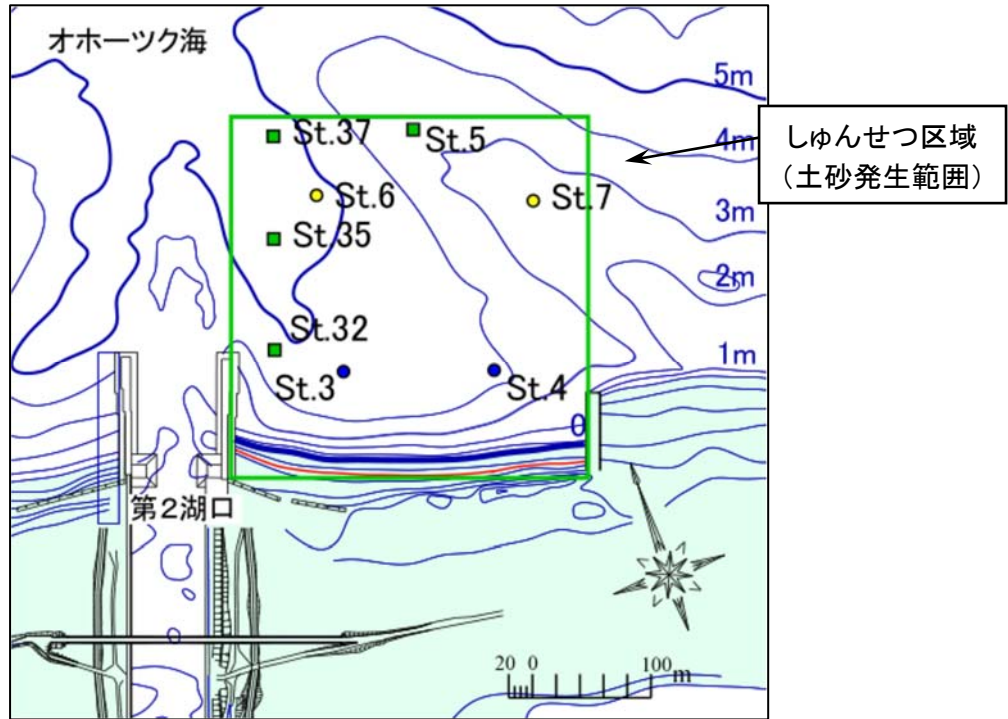 オホーツク海
5m
St.37
St.5
4m
しゅんせつ区域
（土砂発生範囲）
St.6
St.7
3m
St.35
2m
St.32
1m
St.3
St.4
0
第2湖口
20 0 100m